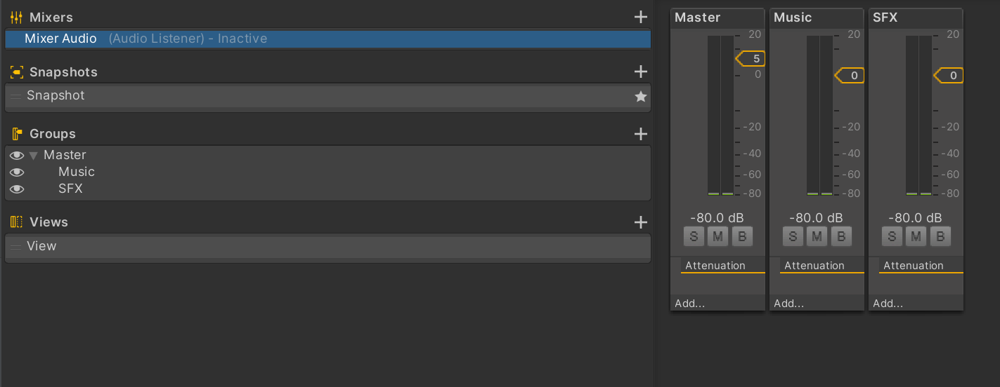 Mixers
Mixer Audio (Audio Listener) - Inactive
Snapshots
Snapshot
Groups
Master
Music
SFX
Views
View
Master
20
5
0
-20
-40
-60
-80
-80.0 dB
S M B
Attenuation
Add...
Music
20
0
-20
-40
-60
-80
-80.0 dB
S M B
Attenuation
Add...
SFX
20
0
-20
-40
-60
-80
-80.0 dB
S M B
Attenuation
Add...